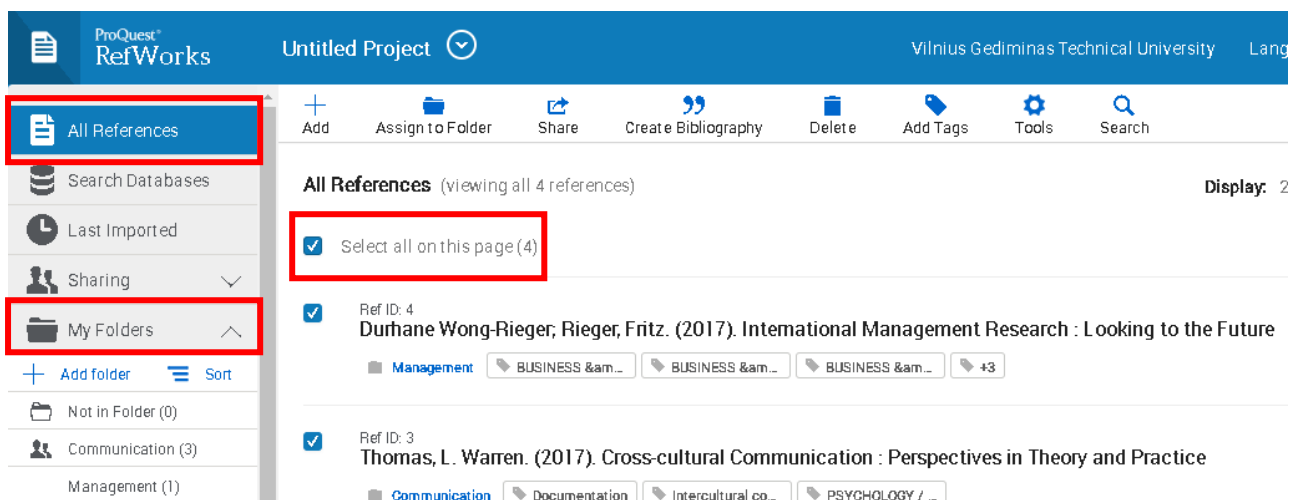 ProQuest®
RefWorks
Untitled Project
Vilnius Gediminas Technical University Lang
All References
Search Databases
Last Imported
Sharing
My Folders
Add folder Sort
Not in Folder (0)
Communication (3)
Management (1)
Add Assign to Folder Share Create Bibliography Delete Add Tags Tools Search
All References (viewing all 4 references) Display: 2
Select all on this page (4)
Ref ID: 4
Durhane Wong-Rieger; Rieger, Fritz. (2017). International Management Research : Looking to the Future
Management BUSINESS &am... BUSINESS &am... BUSINESS &am... +3
Ref ID: 3
Thomas, L. Warren. (2017). Cross-cultural Communication : Perspectives in Theory and Practice
Communication Documentation Intercultural co... PSYCHOLOGY / ...